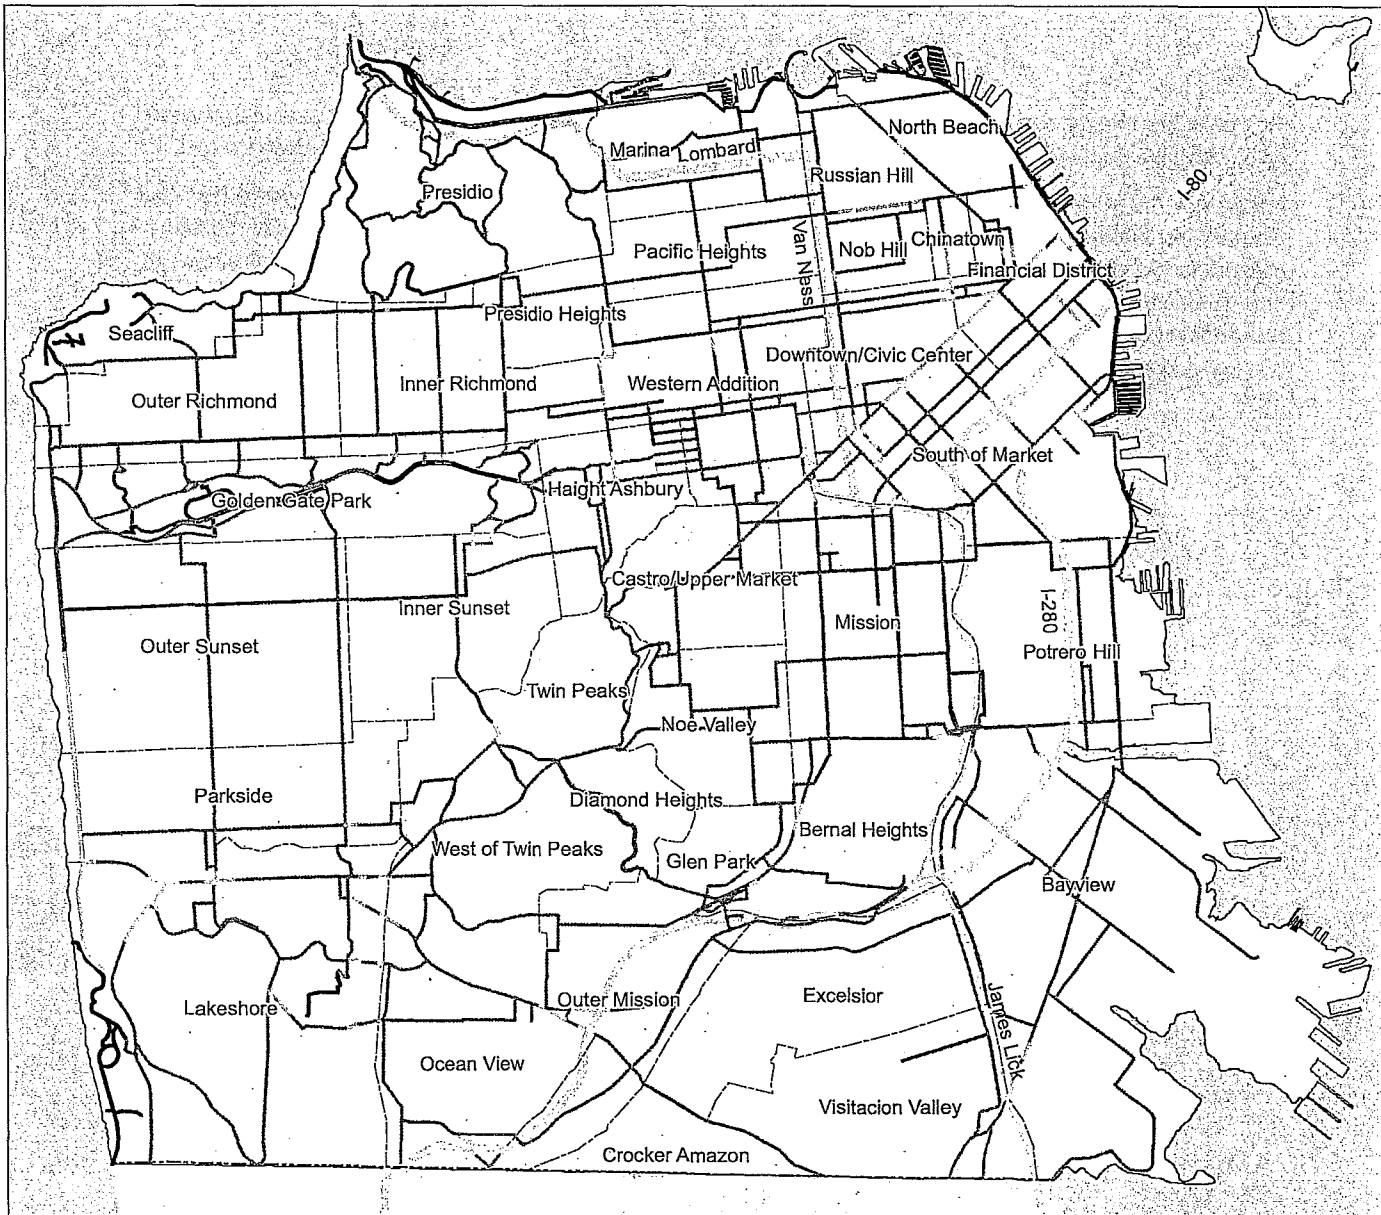 North Beach
Marina
Lombard
Russian Hill
I-80
Presidio
Pacific Heights
Van Ness
Nob Hill
Chinatown
Financial District
Presidio Heights
Seacliff
Downtown/Civic Center
Inner Richmond
Western Addition
Outer Richmond
South of Market
Golden Gate Park
Haight Ashbury
Castro/Upper Market
Inner Sunset
I-280
Mission
Outer Sunset
Potrero Hill
Twin Peaks
Noe Valley
Parkside
Diamond Heights
Bernal Heights
West of Twin Peaks
Glen Park
Bayview
Excelsior
Outer Mission
Lakeshore
James Lick
Ocean View
Visitacion Valley
Crocker Amazon